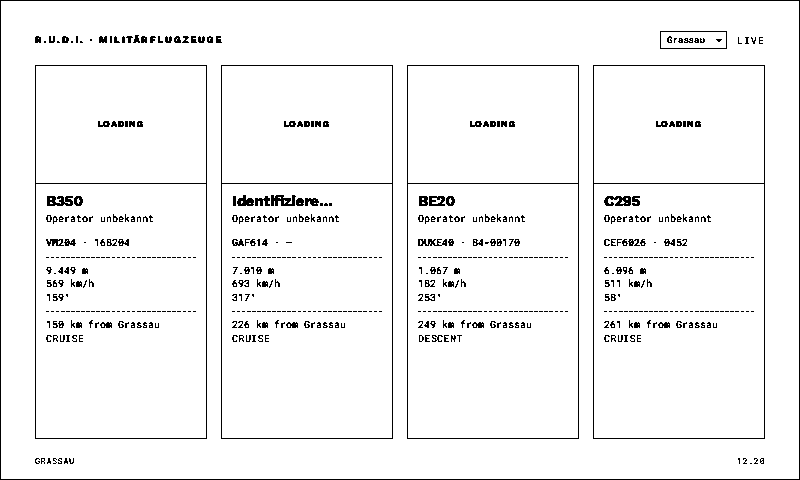 R.U.D.I. · MILITÄRFLUGZEUGE
Grassau
LIVE
LOADING
B350
Operator unbekannt
VM204 · 168204
9.449 m
569 km/h
159°
150 km from Grassau
CRUISE
LOADING
Identifiziere...
Operator unbekannt
GAF614 · —
7.010 m
693 km/h
317°
226 km from Grassau
CRUISE
LOADING
BE20
Operator unbekannt
DUKE40 · 84-00170
1.067 m
182 km/h
253°
249 km from Grassau
DESCENT
LOADING
C295
Operator unbekannt
CEF6026 · 0452
6.096 m
511 km/h
58°
261 km from Grassau
CRUISE
GRASSAU
12.20